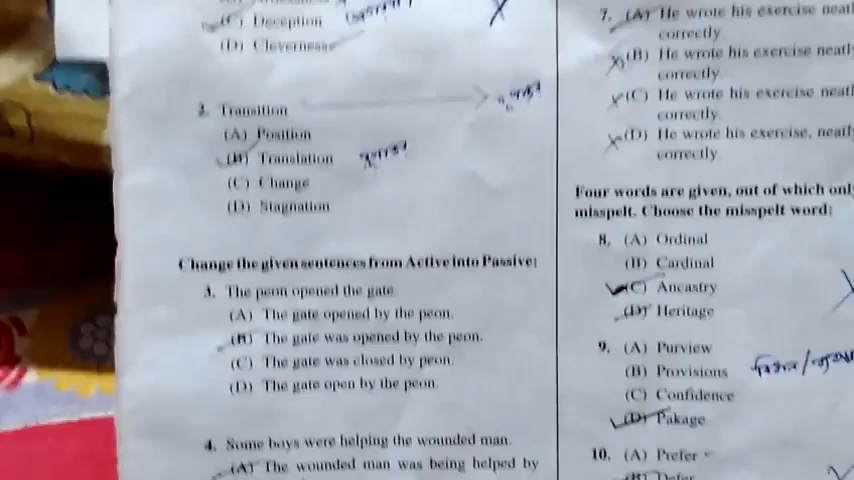 (C) Deception
(D) Cleverness
2. Transition
(A) Position
(B) Translation
(C) Change
(D) Stagnation
Change the given sentences from Active into Passive:
3. The peon opened the gate.
(A) The gate opened by the peon.
(B) The gate was opened by the peon.
(C) The gate was closed by peon.
(D) The gate open by the peon.
4. Some boys were helping the wounded man.
(A) The wounded man was being helped by
7. (A) He wrote his exercise neatl
correctly.
(B) He wrote his exercise neatly
correctly.
(C) He wrote his exercise neatl
correctly.
(D) He wrote his exercise, neatly
correctly.
Four words are given, out of which only
misspelt. Choose the misspelt word:
8. (A) Ordinal
(B) Cardinal
(C) Ancastry
(D) Heritage
9. (A) Purview
(B) Provisions
(C) Confidence
(D) Pakage
10. (A) Prefer
(B) Defer